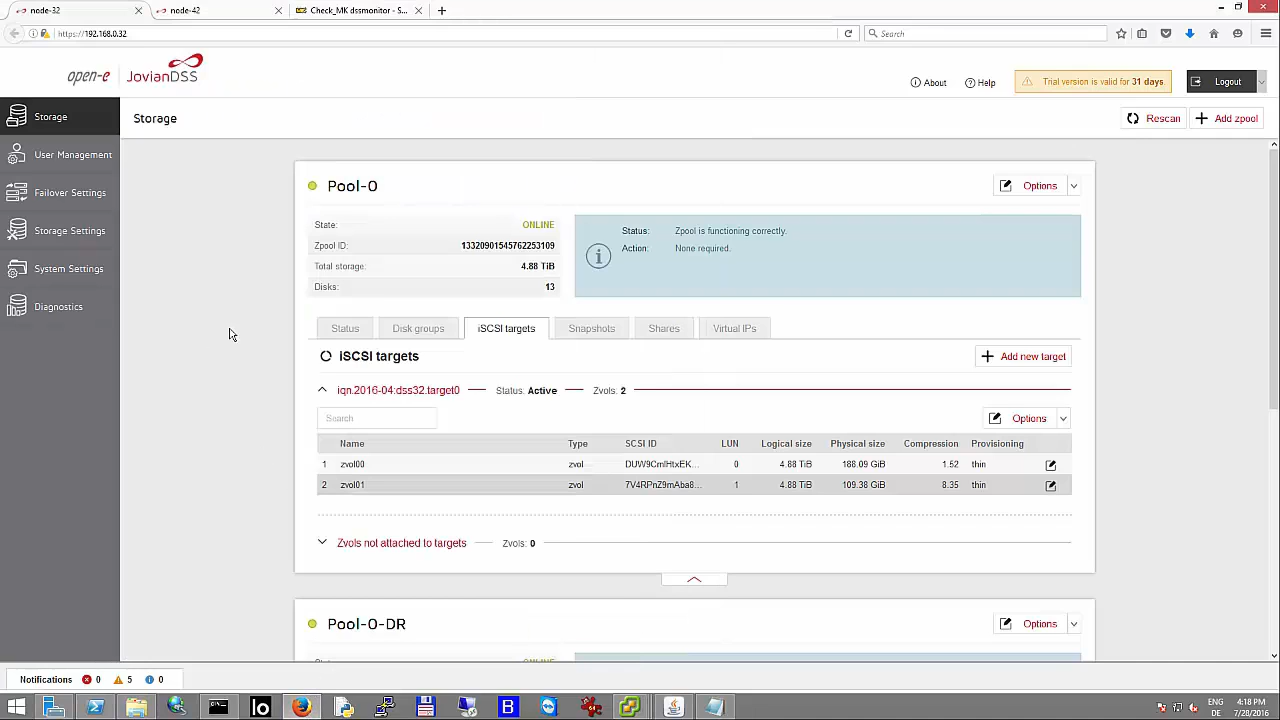 node-32
node-42
Check_MK dssmonitor - S...
https://192.168.0.32
Search
open-e JovianDSS
About
Help
Trial version is valid for 31 days.
Logout
Storage
User Management
Failover Settings
Storage Settings
System Settings
Diagnostics
Storage
Rescan
Add zpool
Pool-0
Options
State: ONLINE
Zpool ID: 13320901545762253109
Total storage: 4.88 TiB
Disks: 13
Status: Zpool is functioning correctly.
Action: None required.
Status
Disk groups
iSCSI targets
Snapshots
Shares
Virtual IPs
iSCSI targets
Add new target
iqn.2016-04:dss32.target0 Status: Active Zvols: 2
Search
Options
Name Type SCSI ID LUN Logical size Physical size Compression Provisioning
1 zvol00 zvol DUW9CmlHtxEK... 0 4.88 TiB 188.09 GiB 1.52 thin
2 zvol01 zvol 7V4RPnZ9mAba8... 1 4.88 TiB 109.38 GiB 8.35 thin
Zvols not attached to targets Zvols: 0
Pool-0-DR
Options
Notifications 0 5 0
ENG 4:18 PM
DE 7/28/2016